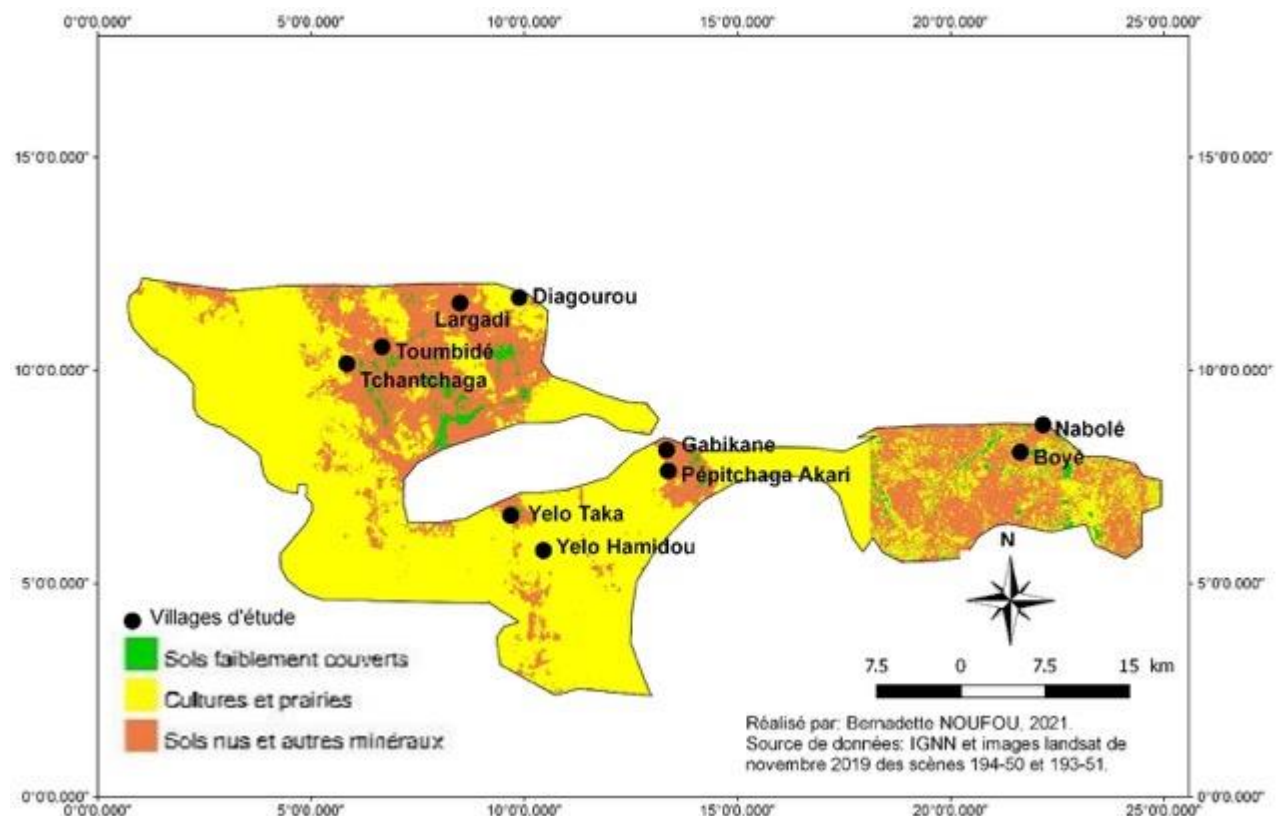 0°0'0.000" 5°0'0.000" 10°0'0.000" 15°0'0.000" 20°0'0.000" 25°0'0.000"
15°0'0.000" 15°0'0.000"
Diagourou
Largadi
Toumbidé
10°0'0.000" 10°0'0.000"
Tchantchaga
Nabolé
Gabikane
Boyè
Pépitchaga Akari
Yelo Taka
Yelo Hamidou
N
5°0'0.000" 5°0'0.000"
Villages d'étude
Sols faiblement couverts
Cultures et prairies
Sols nus et autres minéraux
7.5 0 7.5 15 km
Réalisé par: Bernadette NOUFOU, 2021.
Source de données: IGNN et images landsat de
novembre 2019 des scènes 194-50 et 193-51.
0°0'0.000" 0°0'0.000"
0°0'0.000" 5°0'0.000" 10°0'0.000" 15°0'0.000" 20°0'0.000" 25°0'0.000"